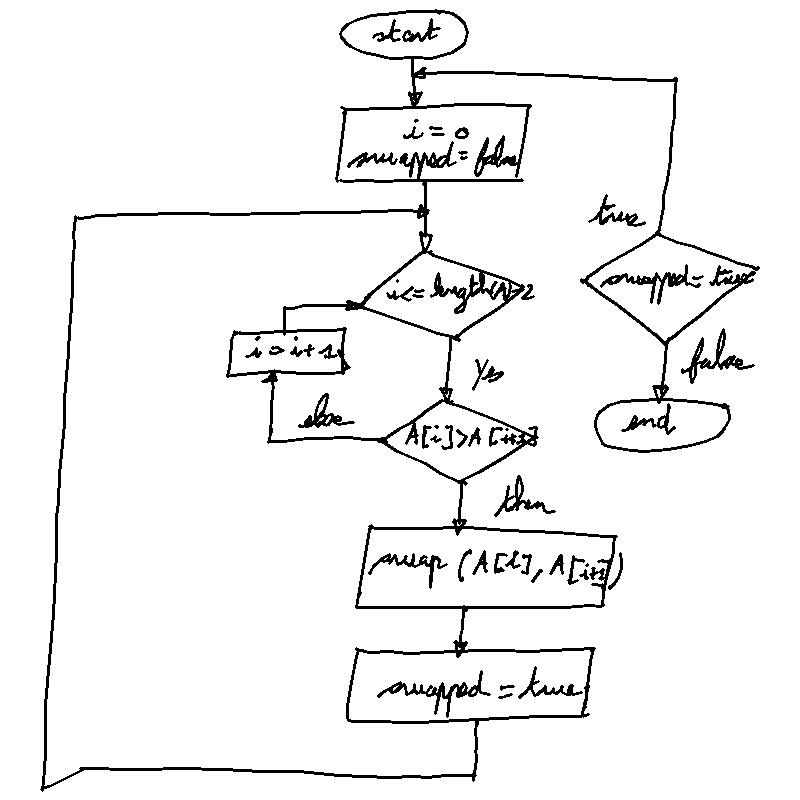 start
i = 0
swapped = false
true
i <= length(A)-2
swapped = true
i = i + 1
Yes
false
else
A[i] > A[i+1]
end
then
swap (A[i], A[i+1])
swapped = true